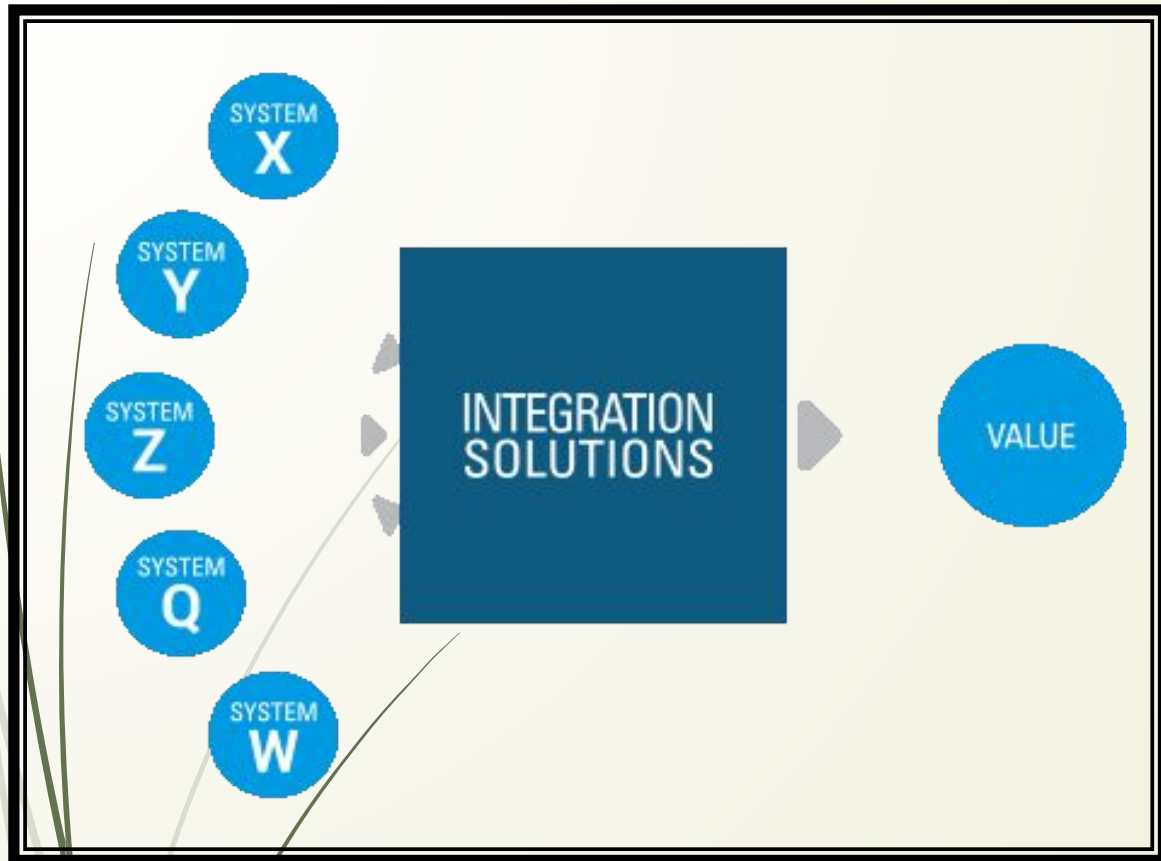 SYSTEM
X
SYSTEM
Y
SYSTEM
Z
SYSTEM
Q
SYSTEM
W
INTEGRATION
SOLUTIONS
VALUE